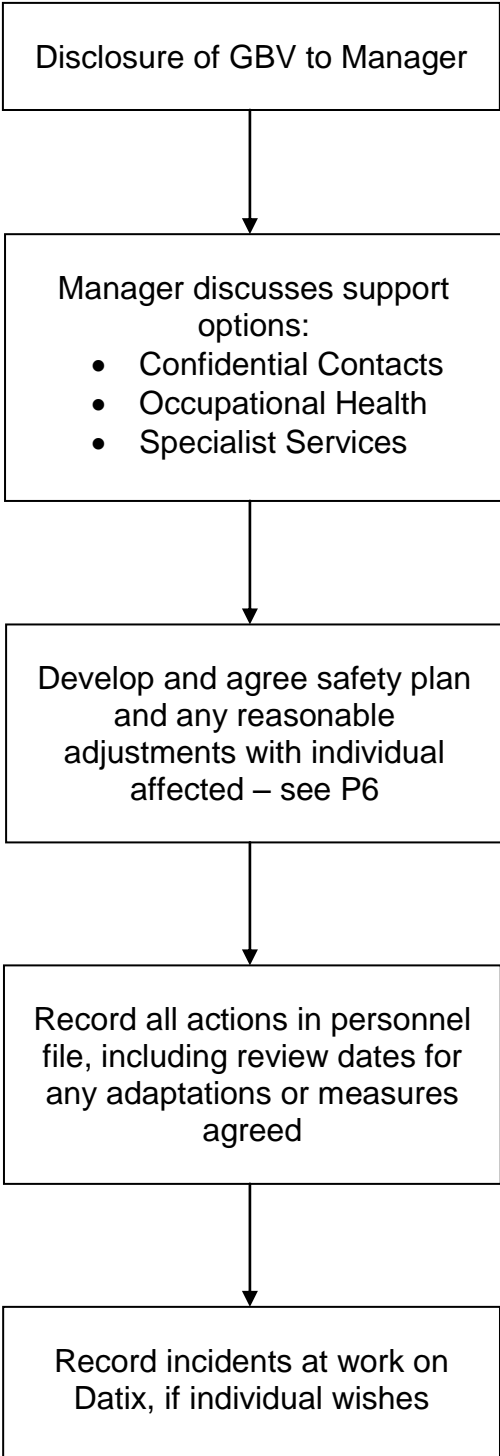 Disclosure of GBV to Manager
Manager discusses support
options:
• Confidential Contacts
• Occupational Health
• Specialist Services
Develop and agree safety plan
and any reasonable
adjustments with individual
affected – see P6
Record all actions in personnel
file, including review dates for
any adaptations or measures
agreed
Record incidents at work on
Datix, if individual wishes